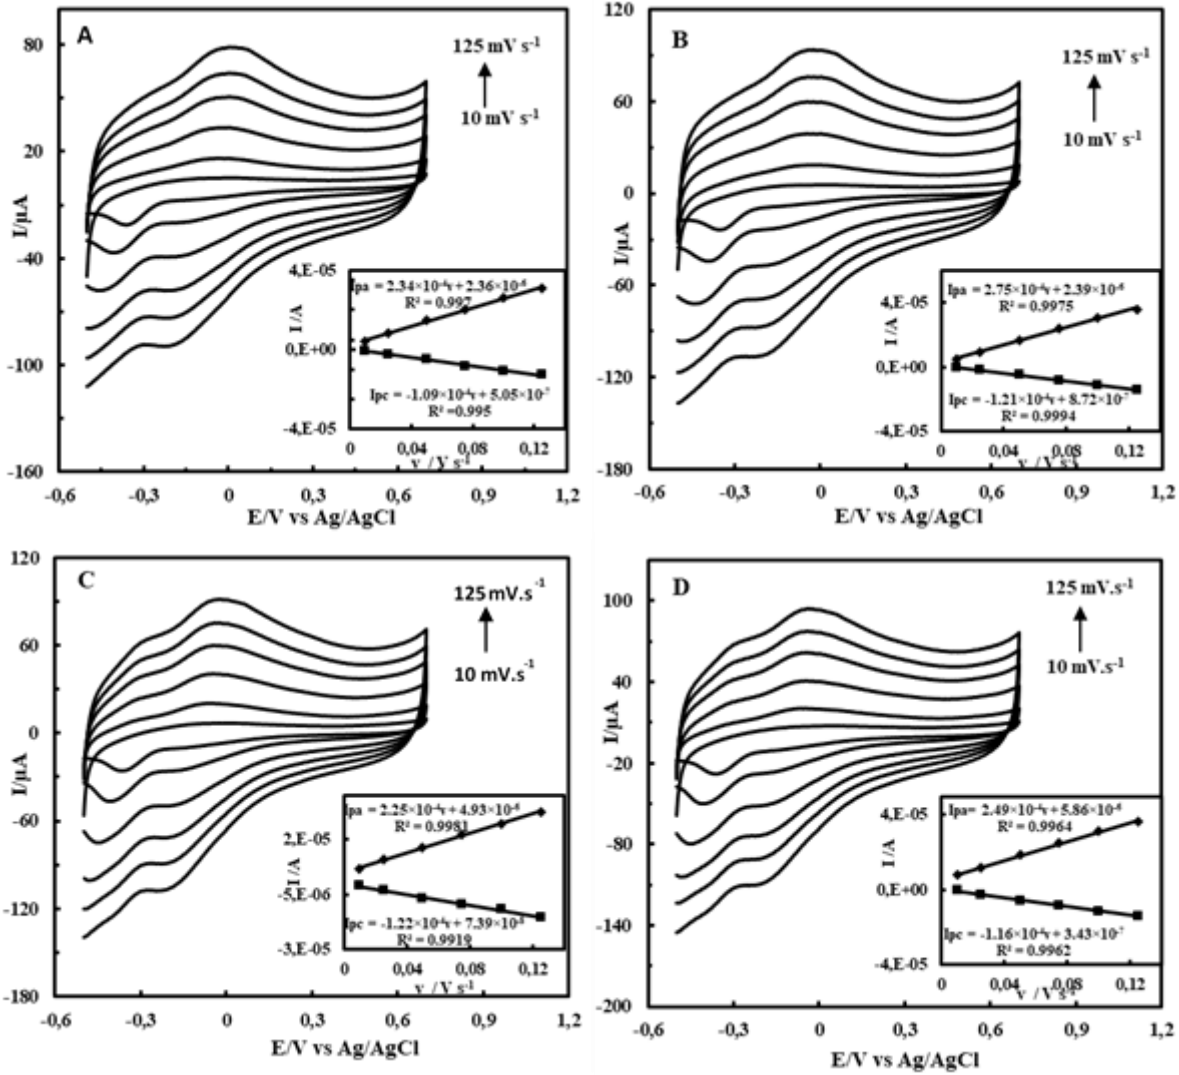 A
125 mV s⁻¹
10 mV s⁻¹
80
20
-40
-100
-160
I/µA
-0,6
-0,3
0
0,3
0,6
0,9
1,2
E/V vs Ag/AgCl
4,E-05
0,E+00
-4,E-05
I /A
Ipa = 2.34×10⁻⁴v + 2.36×10⁻⁶
R² = 0.997
Ipc = -1.09×10⁻⁴v + 5.05×10⁻⁷
R² =0.995
0
0,04
0,08
0,12
v / V s⁻¹
B
125 mV s⁻¹
10 mV s⁻¹
120
60
0
-60
-120
-180
I/µA
-0,6
-0,3
0
0,3
0,6
0,9
1,2
E/V vs Ag/AgCl
4,E-05
0,E+00
-4,E-05
I /A
Ipa = 2.75×10⁻⁴v + 2.39×10⁻⁶
R² = 0.9975
Ipc = -1.21×10⁻⁴v + 8.72×10⁻⁷
R² = 0.9994
0
0,04
0,08
0,12
v / V s⁻¹
C
125 mV.s⁻¹
10 mV.s⁻¹
120
60
0
-60
-120
-180
I/µA
-0,6
-0,3
0
0,3
0,6
0,9
1,2
E/V vs Ag/AgCl
2,E-05
-5,E-06
-3,E-05
I /A
Ipa = 2.25×10⁻⁴v + 4.93×10⁻⁶
R² = 0.9981
Ipc = -1.22×10⁻⁴v + 7.39×10⁻⁸
R² = 0.9919
0
0,04
0,08
0,12
v / V s⁻¹
D
125 mV.s⁻¹
10 mV.s⁻¹
100
40
-20
-80
-140
-200
I/µA
-0,6
-0,3
0
0,3
0,6
0,9
1,2
E/V vs Ag/AgCl
4,E-05
0,E+00
-4,E-05
I /A
Ipa= 2.49×10⁻⁴v + 5.86×10⁻⁶
R² = 0.9964
Ipc = -1.16×10⁻⁴v + 3.43×10⁻⁷
R² = 0.9962
0
0,04
0,08
0,12
v / V s⁻¹